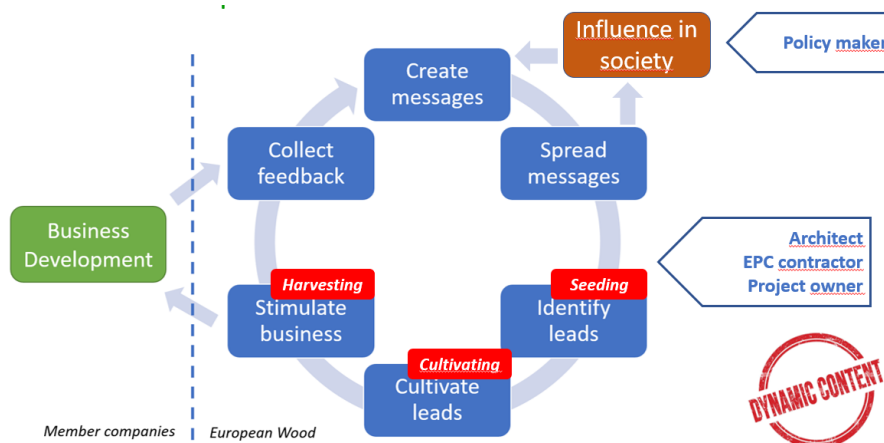 Influence in
society
Policy maker
Create
messages
Collect
feedback
Spread
messages
Business
Development
Architect
EPC contractor
Project owner
Harvesting
Stimulate
business
Seeding
Identify
leads
Cultivating
Cultivate
leads
DYNAMIC CONTENT
Member companies
European Wood